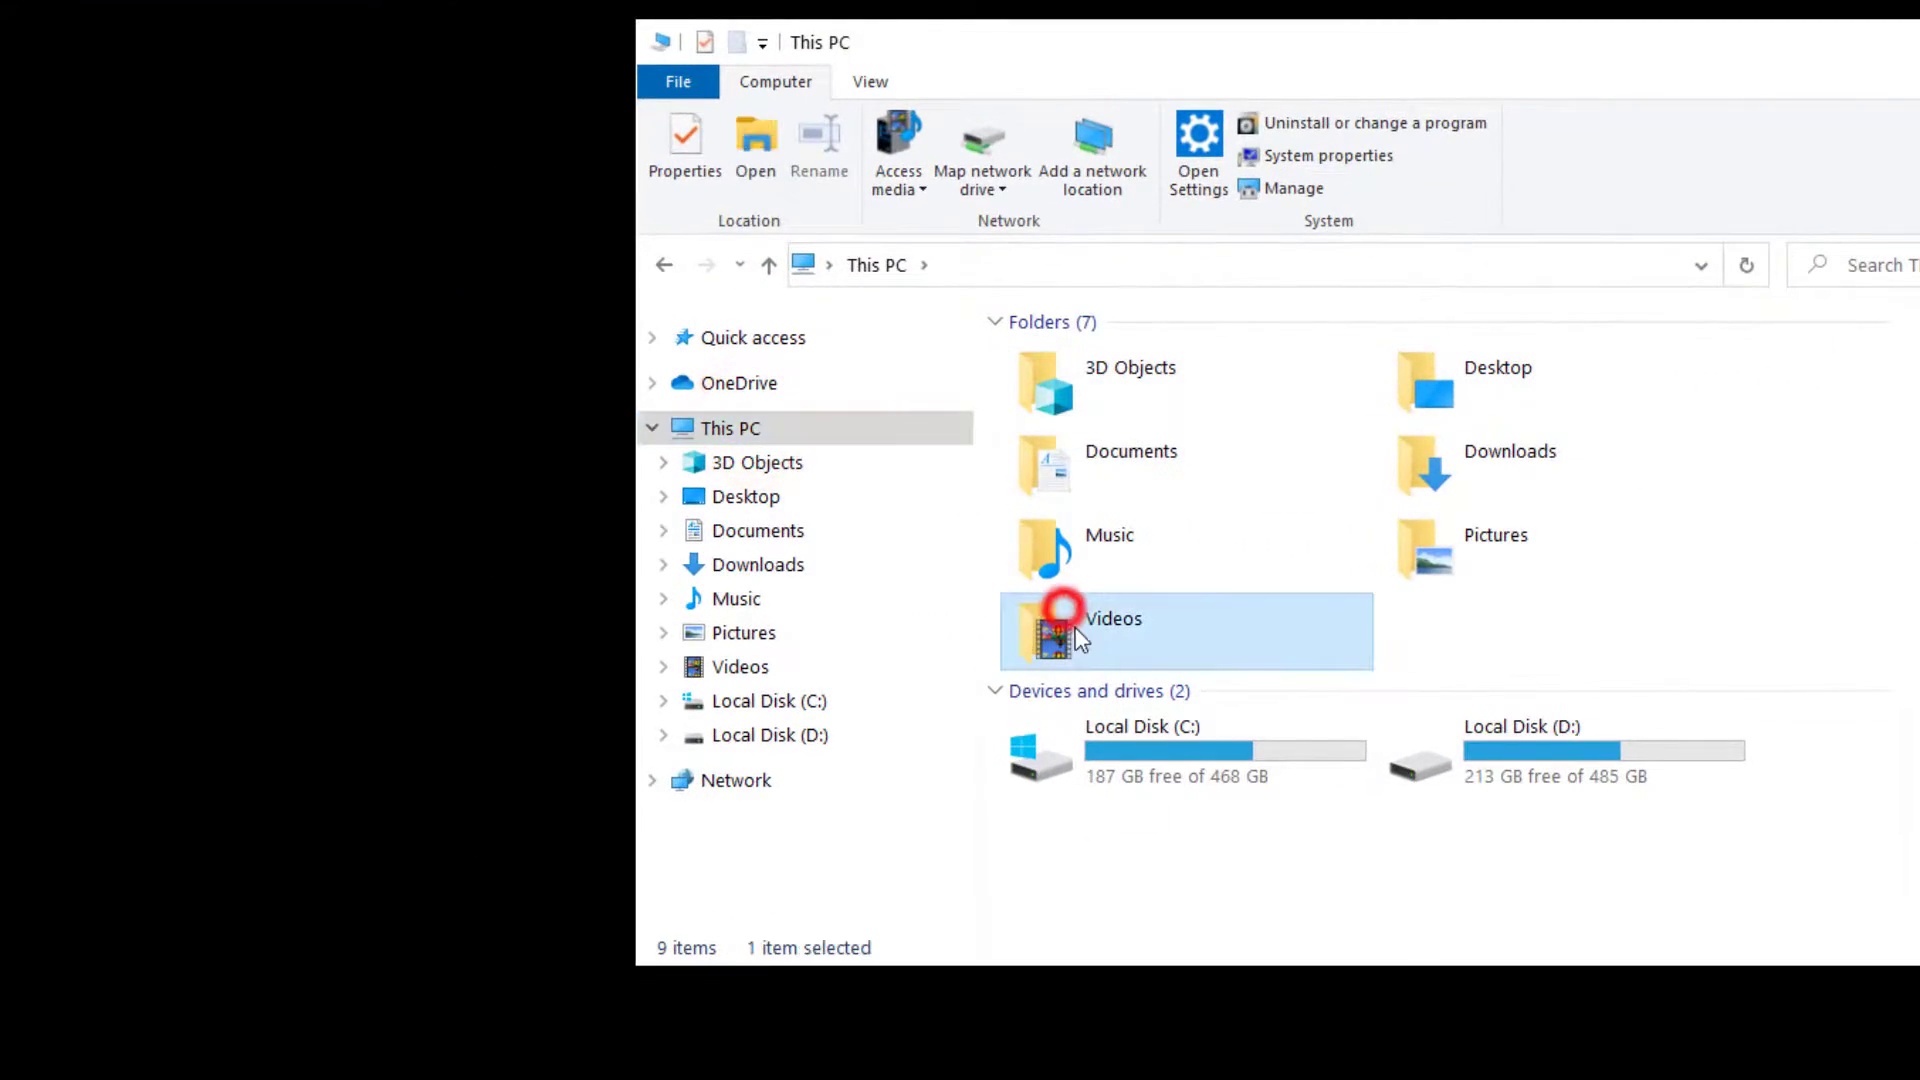 This PC
File Computer View
Properties Open Rename Access media Map network drive Add a network location Open Settings
Uninstall or change a program
System properties
Manage
Location Network System
This PC Search
Quick access
OneDrive
This PC
3D Objects
Desktop
Documents
Downloads
Music
Pictures
Videos
Local Disk (C:)
Local Disk (D:)
Network
Folders (7)
3D Objects Desktop
Documents Downloads
Music Pictures
Videos
Devices and drives (2)
Local Disk (C:) Local Disk (D:)
187 GB free of 468 GB 213 GB free of 485 GB
9 items 1 item selected